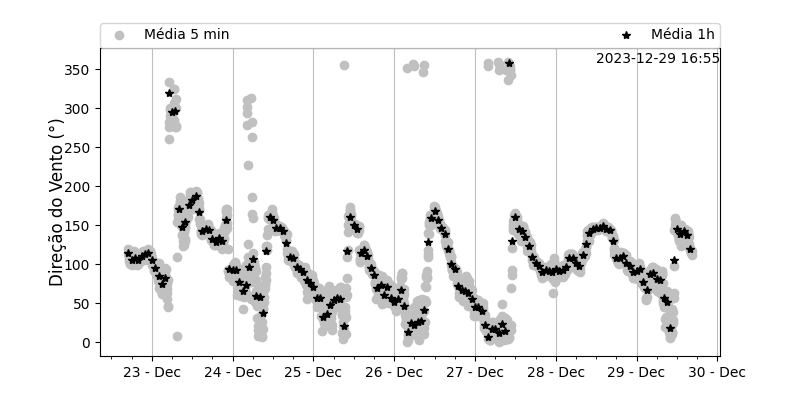 Média 5 min
Média 1h
2023-12-29 16:55
Direção do Vento (°)
350
300
250
200
150
100
50
0
23 - Dec
24 - Dec
25 - Dec
26 - Dec
27 - Dec
28 - Dec
29 - Dec
30 - Dec